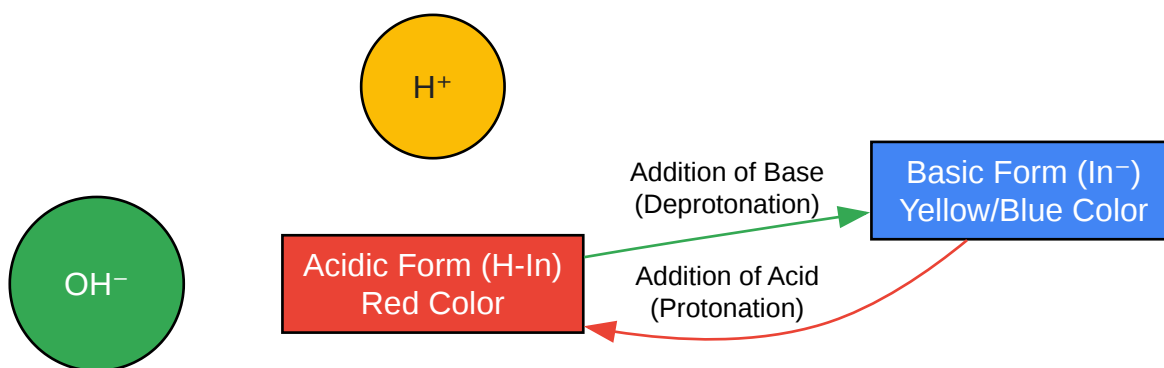 H⁺
Addition of Base
(Deprotonation)
Basic Form (In⁻)
Yellow/Blue Color
OH⁻
Acidic Form (H-In)
Red Color
Addition of Acid
(Protonation)